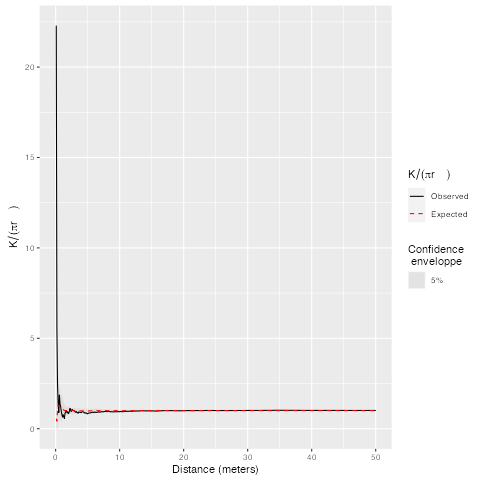 20
15
10
5
0
K/(πr )
0 10 20 30 40 50
Distance (meters)
K/(πr )
Observed
Expected
Confidence
enveloppe
5%